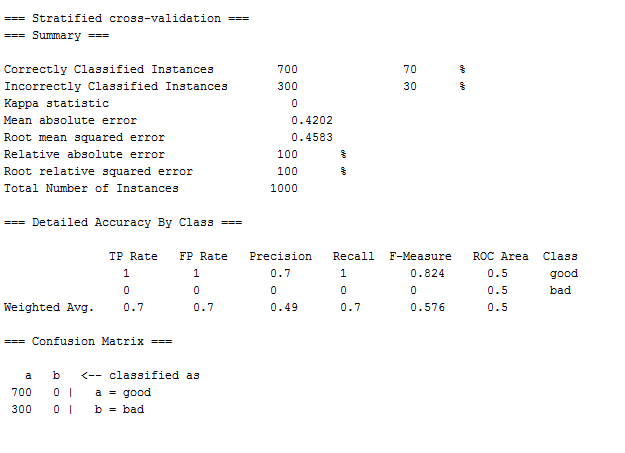 === Stratified cross-validation ===
=== Summary ===
Correctly Classified Instances 700 70 %
Incorrectly Classified Instances 300 30 %
Kappa statistic 0
Mean absolute error 0.4202
Root mean squared error 0.4583
Relative absolute error 100 %
Root relative squared error 100 %
Total Number of Instances 1000
=== Detailed Accuracy By Class ===
TP Rate FP Rate Precision Recall F-Measure ROC Area Class
1 1 0.7 1 0.824 0.5 good
0 0 0 0 0 0.5 bad
Weighted Avg. 0.7 0.7 0.49 0.7 0.576 0.5
=== Confusion Matrix ===
a b <-- classified as
700 0 | a = good
300 0 | b = bad